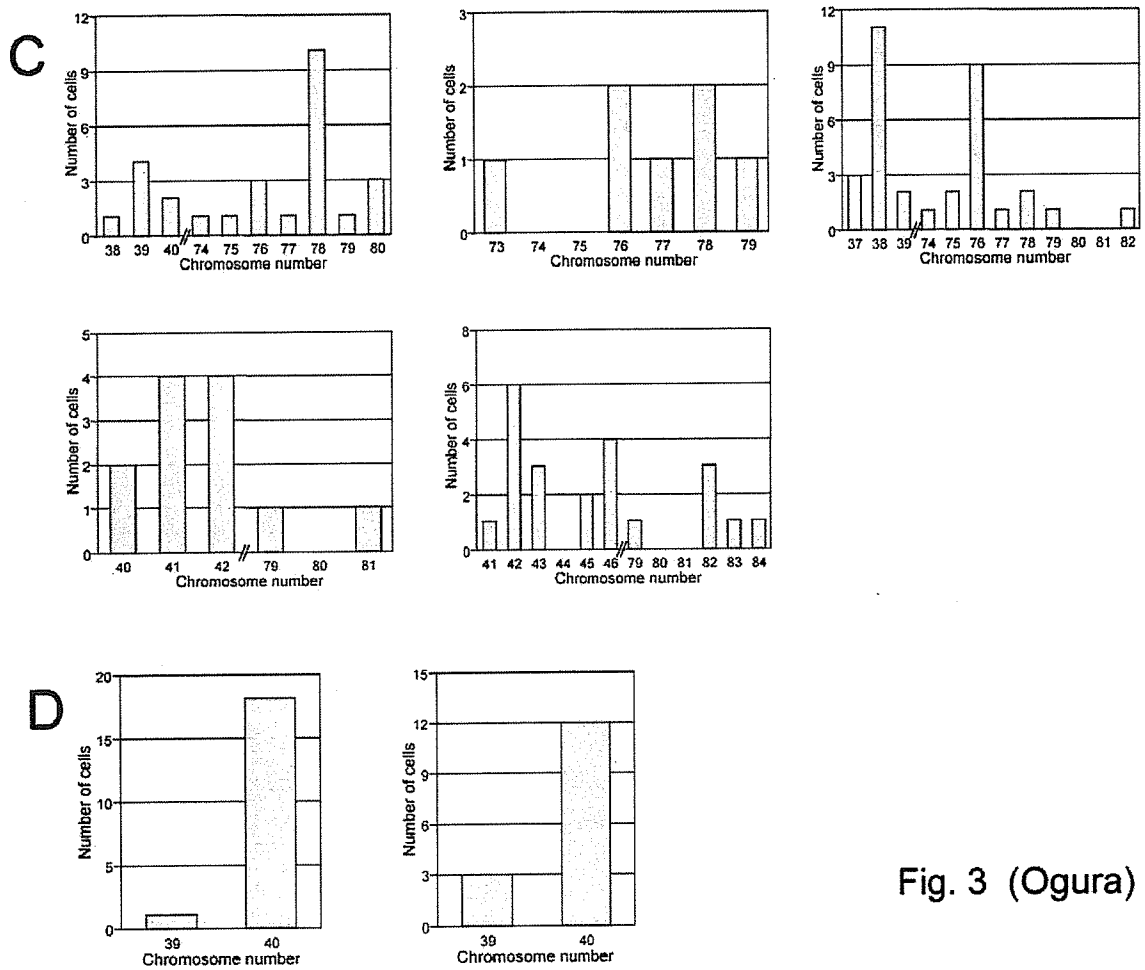 C
Number of cells
12
9
6
3
0
38 39 40 74 75 76 77 78 79 80
Chromosome number
Number of cells
3
2
1
0
73 74 75 76 77 78 79
Chromosome number
Number of cells
12
9
6
3
0
37 38 39 74 75 76 77 78 79 80 81 82
Chromosome number
Number of cells
5
4
3
2
1
0
40 41 42 79 80 81
Chromosome number
Number of cells
8
6
4
2
0
41 42 43 44 45 46 79 80 81 82 83 84
Chromosome number
D
Number of cells
20
15
10
5
0
39 40
Chromosome number
Number of cells
15
12
9
6
3
0
39 40
Chromosome number
Fig. 3 (Ogura)